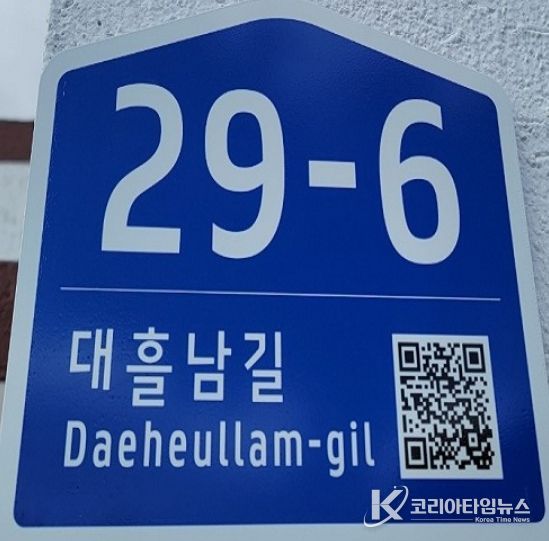 29-6
대흘남길
Daeheullam-gil
K 코리아타임뉴스
Korea Time News